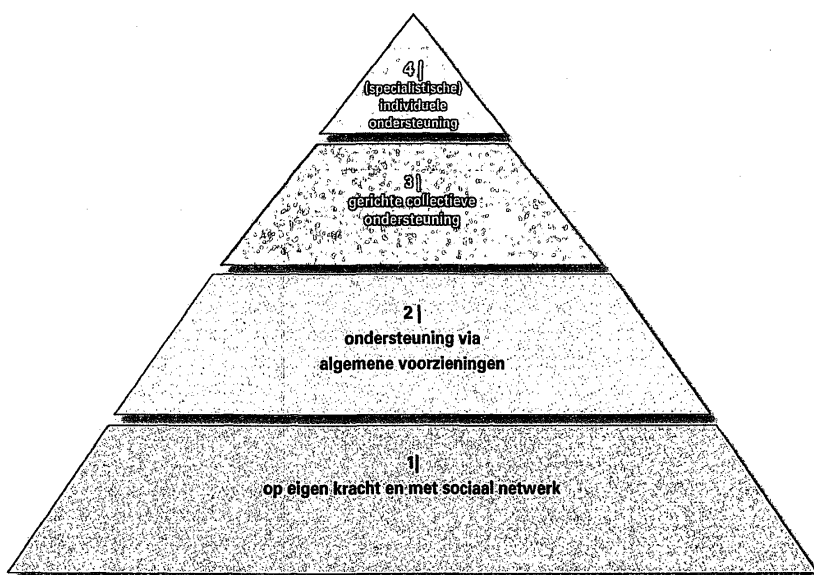 4|
(specialistische)
individuele
ondersteuning
3|
gerichte collectieve
ondersteuning
2|
ondersteuning via
algemene voorzieningen
1|
op eigen kracht en met sociaal netwerk